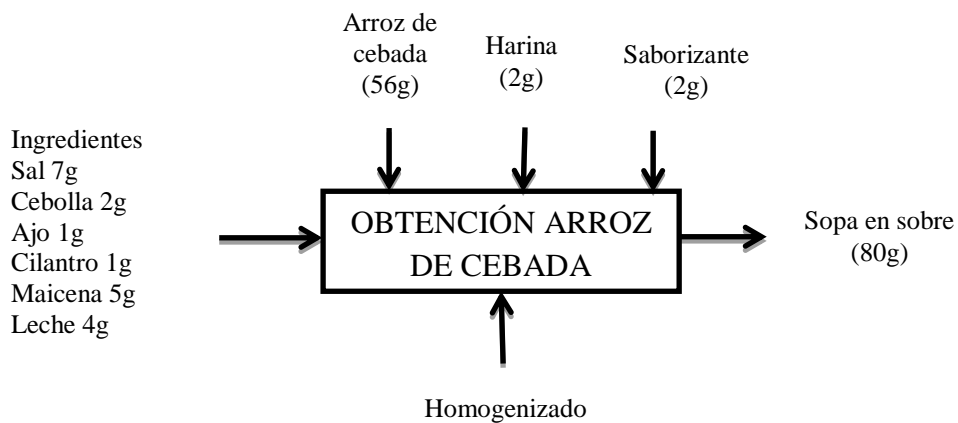 Arroz de
cebada
(56g)
Harina
(2g)
Saborizante
(2g)
Ingredientes
Sal 7g
Cebolla 2g
Ajo 1g
Cilantro 1g
Maicena 5g
Leche 4g
OBTENCIÓN ARROZ
DE CEBADA
Sopa en sobre
(80g)
Homogenizado